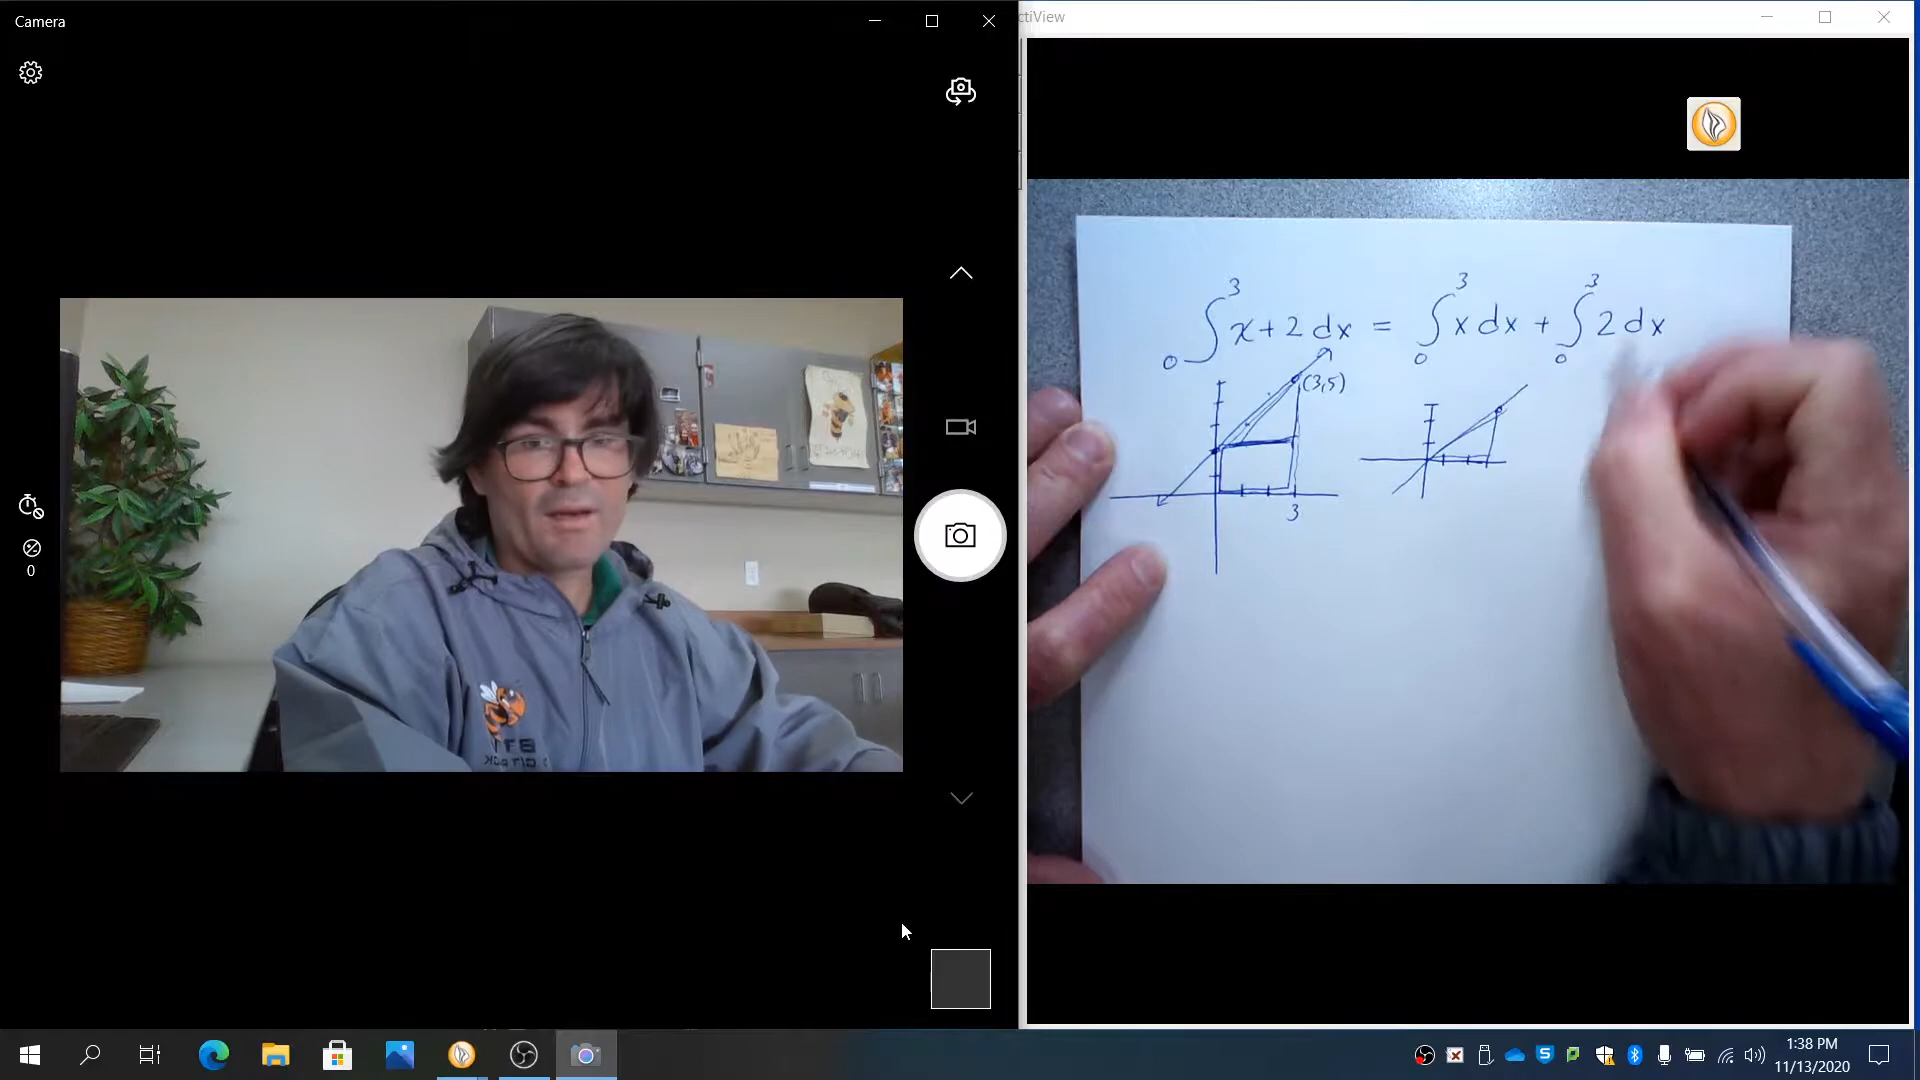 Camera
ctiView
0
∫₀³ x + 2 dx = ∫₀³ x dx + ∫₀³ 2 dx
(3,5)
3
1:38 PM
11/13/2020